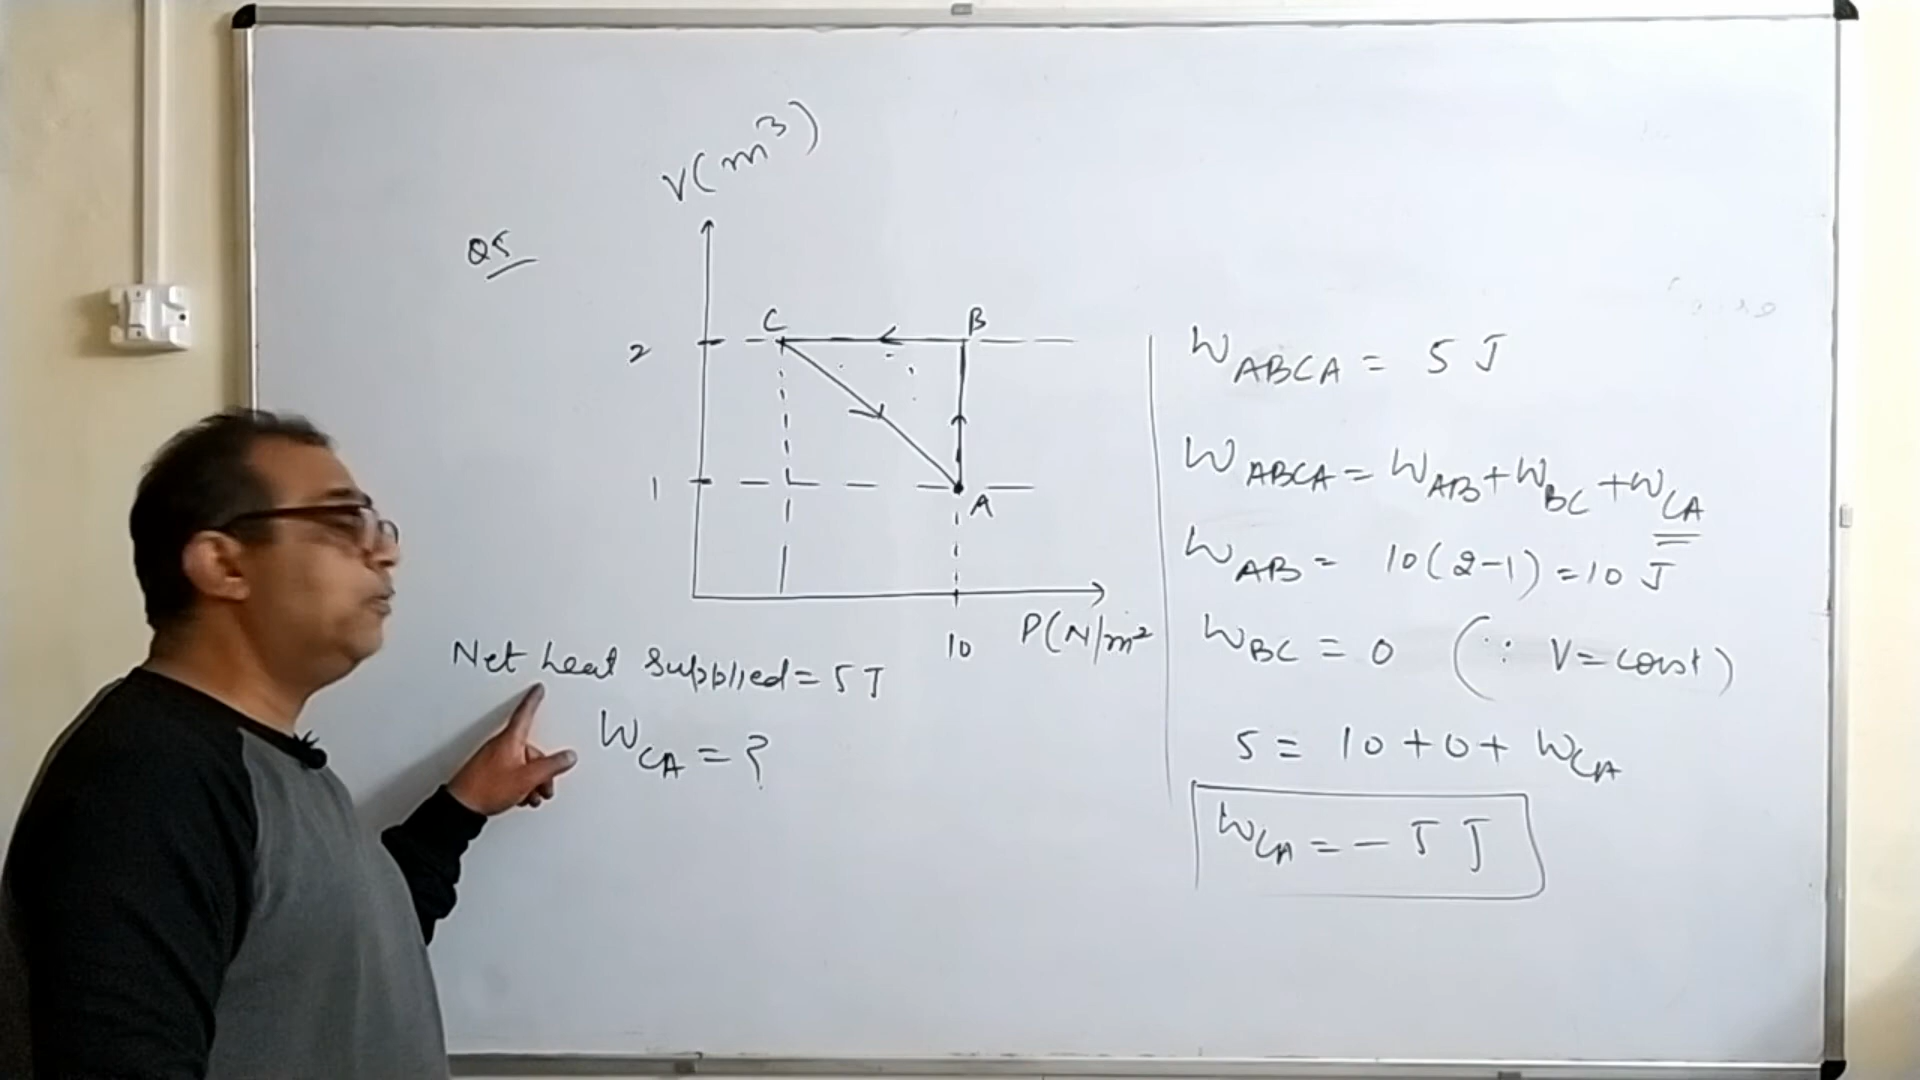 Q5
V(m³)
C B
2
1
A
10 P(N/m²
Net heat supplied = 5 J
W_CA = ?
W_ABCA = 5 J
W_ABCA = W_AB + W_BC + W_CA
W_AB = 10(2-1) = 10 J
W_BC = 0 (∵ V = const)
5 = 10 + 0 + W_CA
W_CA = - 5 J